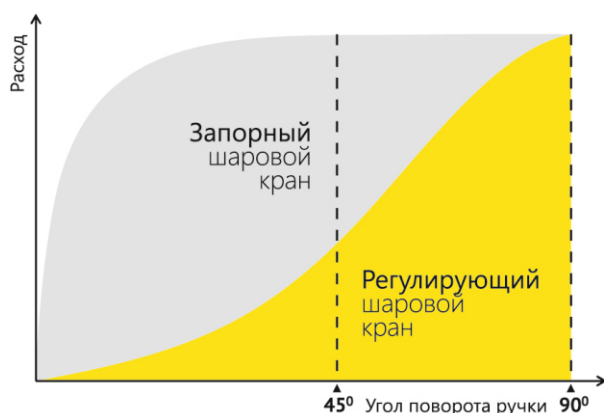 Расход
Запорный
шаровой
кран
Регулирующий
шаровой
кран
45⁰ Угол поворота ручки 90⁰